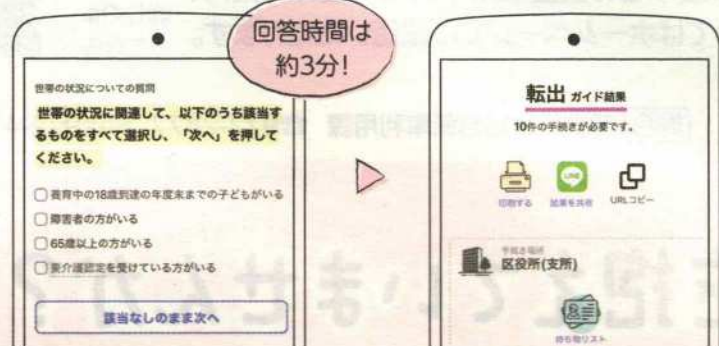 回答時間は
約3分!
世帯の状況についての質問
世帯の状況に関連して、以下のうち該当す
るものをすべて選択し、「次へ」を押して
ください。
養育中の18歳到達の年度末までの子どもがいる
障害者の方がいる
65歳以上の方がいる
要介護認定を受けている方がいる
該当なしのまま次へ
転出 ガイド結果
10件の手続きが必要です。
印刷する
LINE
結果を共有
URLコピー
手続き場所
区役所(支所)
持ち物リスト